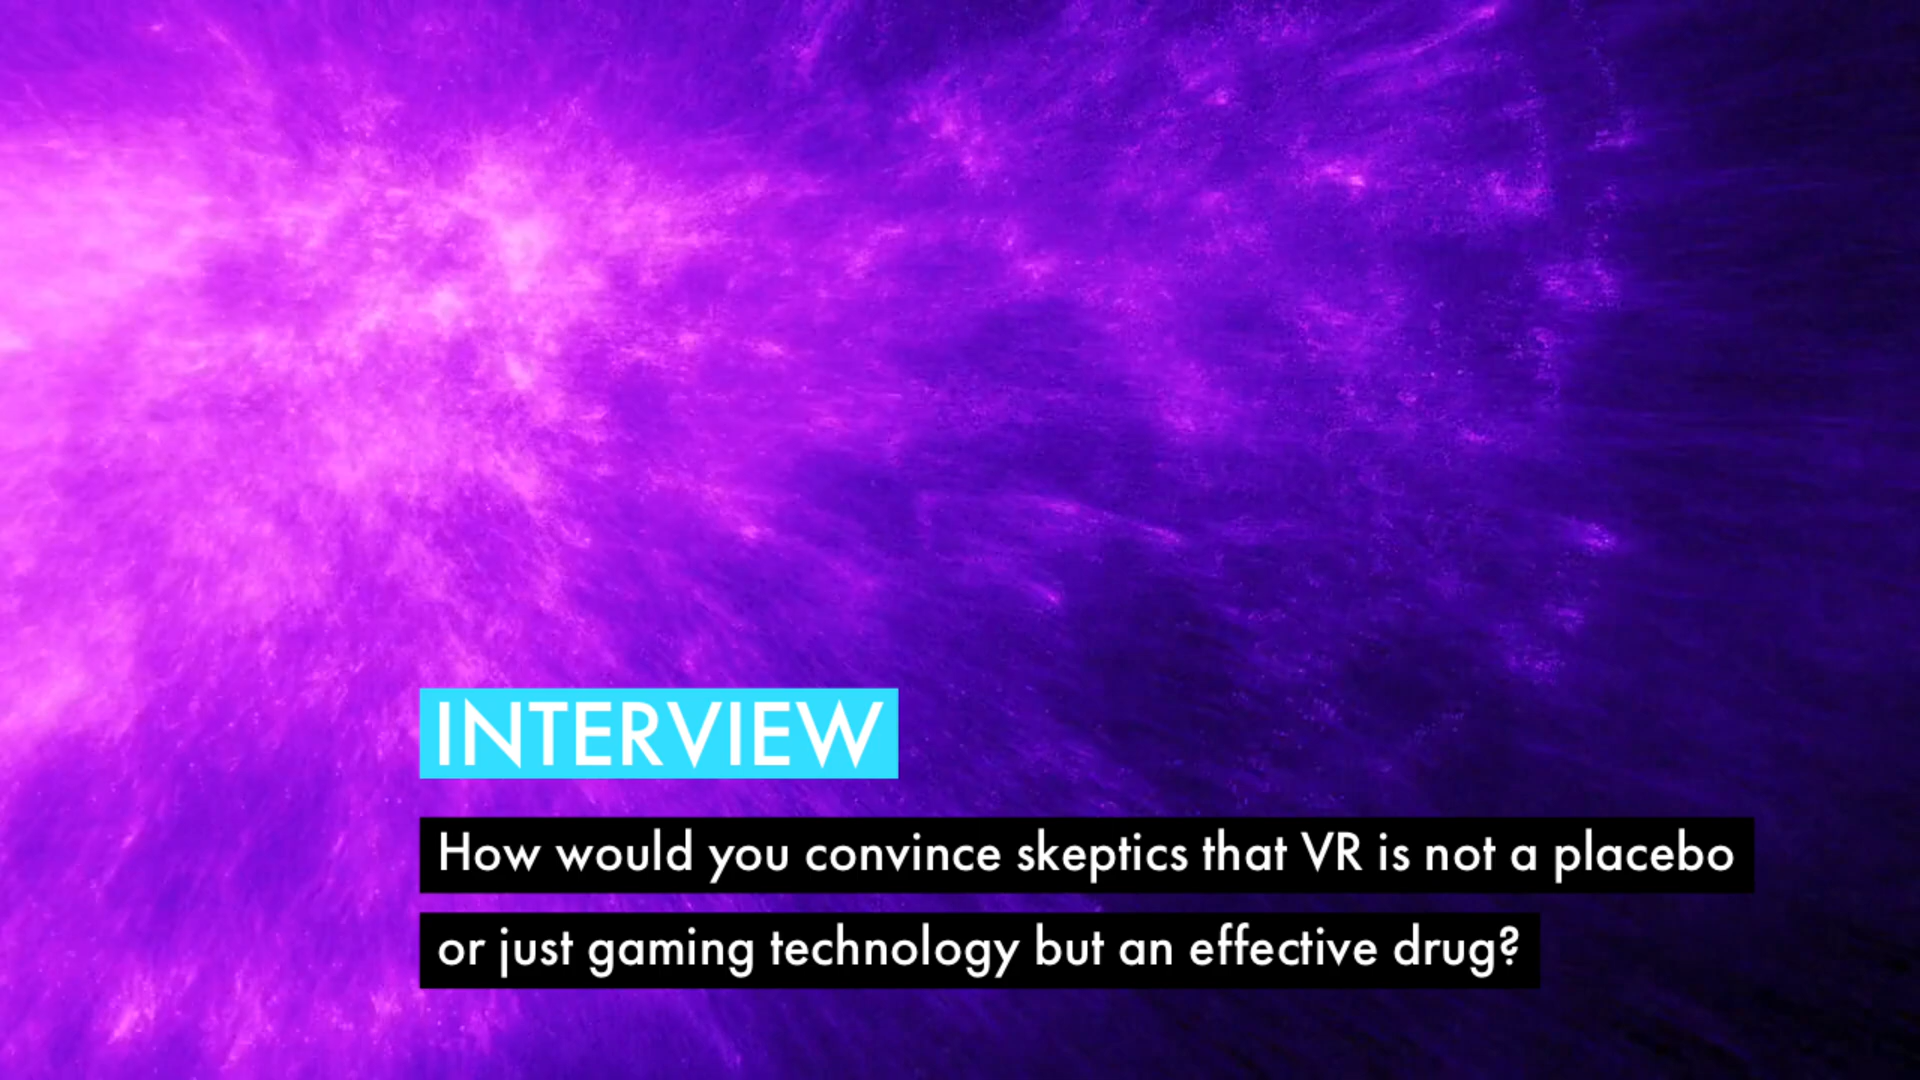 INTERVIEW
How would you convince skeptics that VR is not a placebo
or just gaming technology but an effective drug?